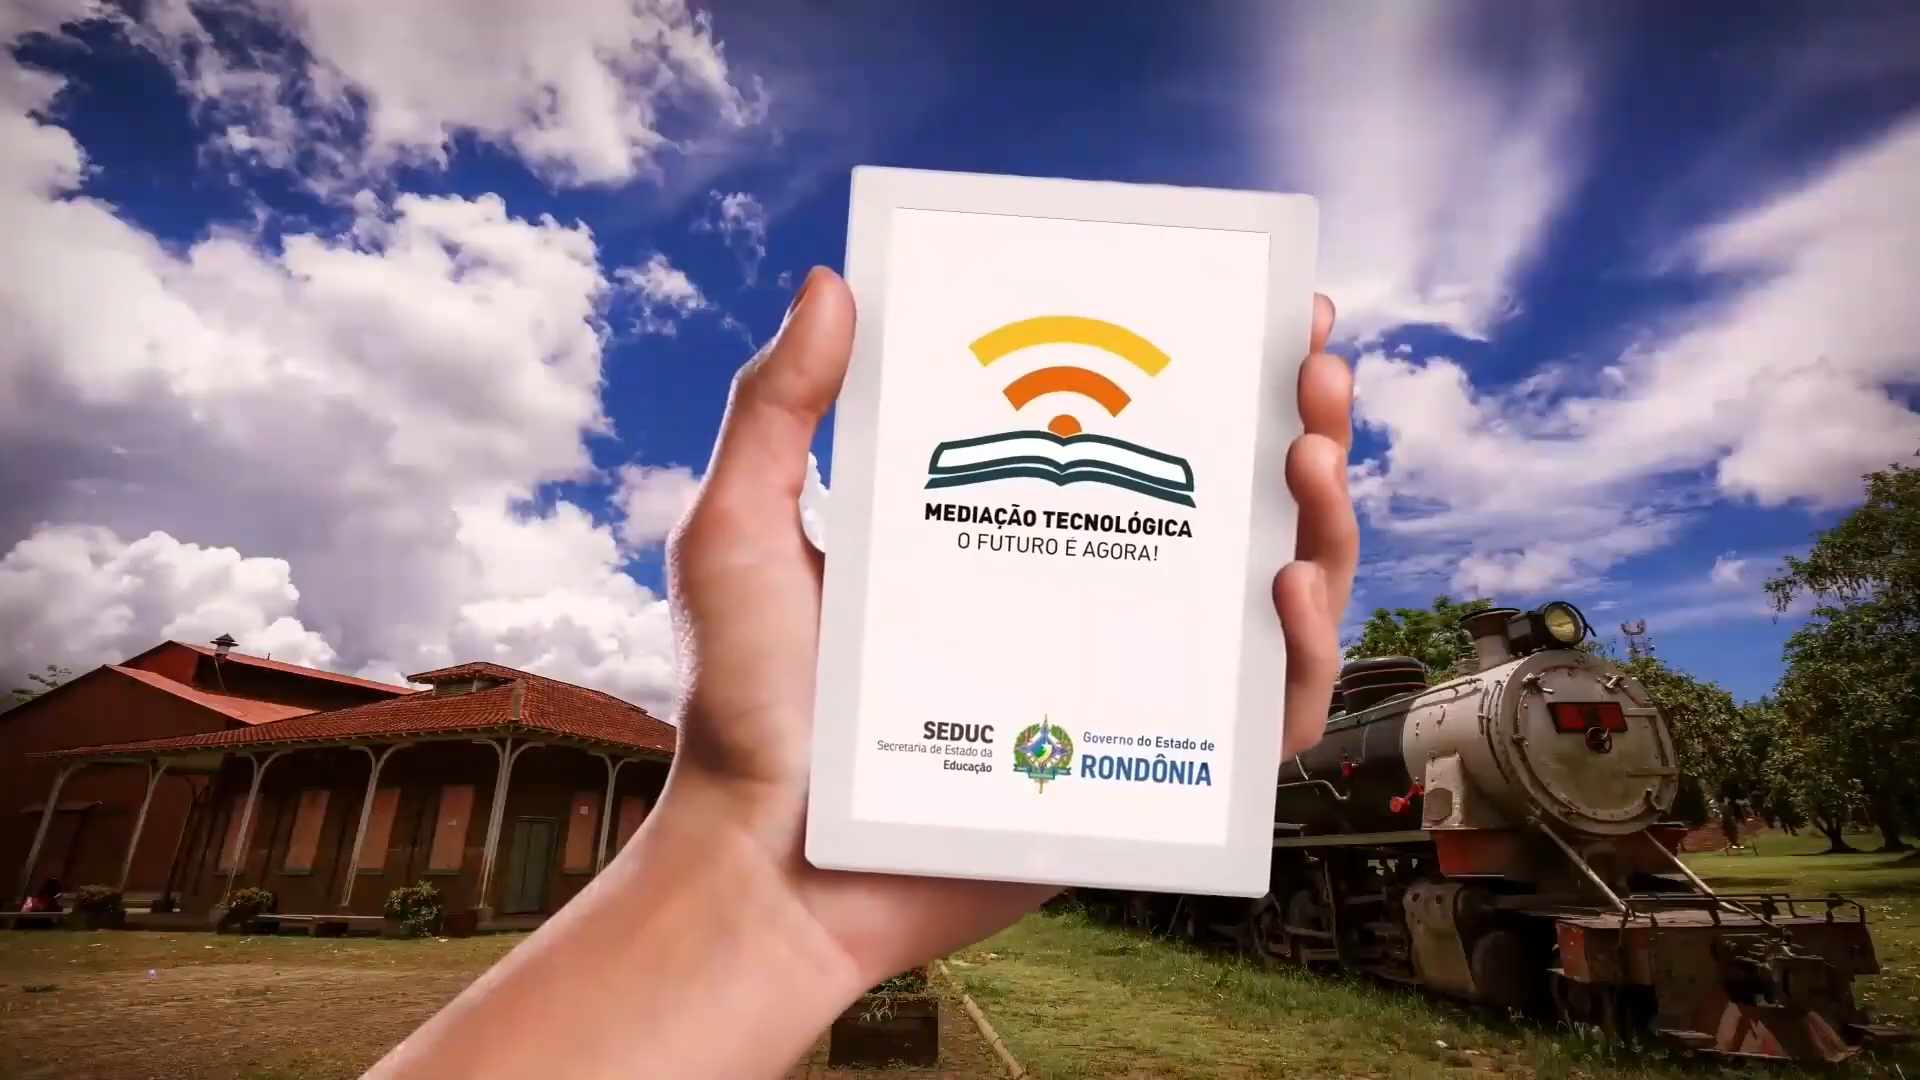 MEDIAÇÃO TECNOLÓGICA
O FUTURO É AGORA!
SEDUC
Secretaria de Estado da
Educação
Governo do Estado de
RONDÔNIA